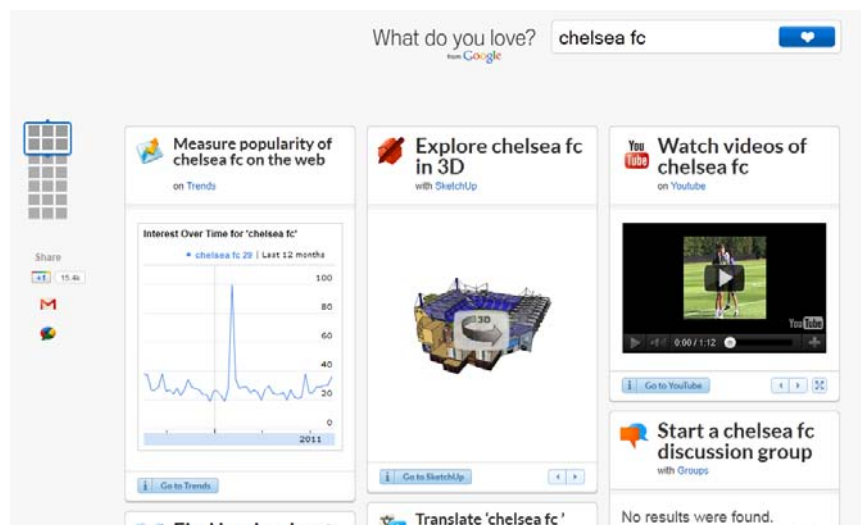 What do you love?
from Google
chelsea fc
Measure popularity of
chelsea fc on the web
on Trends
Interest Over Time for 'chelsea fc'
chelsea fc 29 | Last 12 months
100
80
60
40
20
0
2011
Go to Trends
Explore chelsea fc
in 3D
with SketchUp
3D
Go to SketchUp
You
Tube
Watch videos of
chelsea fc
on Youtube
YouTube
0:00 / 1:12
Go to YouTube
Start a chelsea fc
discussion group
with Groups
No results were found.
Translate 'chelsea fc'
Share
+1
15.4k